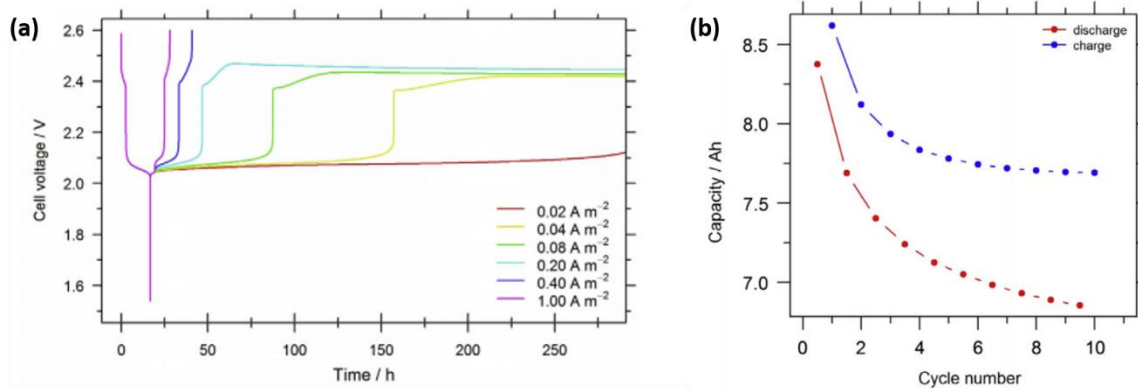 (a)
2.6
2.4
2.2
2.0
1.8
1.6
Cell voltage / V
0.02 A m⁻²
0.04 A m⁻²
0.08 A m⁻²
0.20 A m⁻²
0.40 A m⁻²
1.00 A m⁻²
0 50 100 150 200 250
Time / h
(b)
discharge
charge
8.5
8.0
7.5
7.0
Capacity / Ah
0 2 4 6 8 10
Cycle number